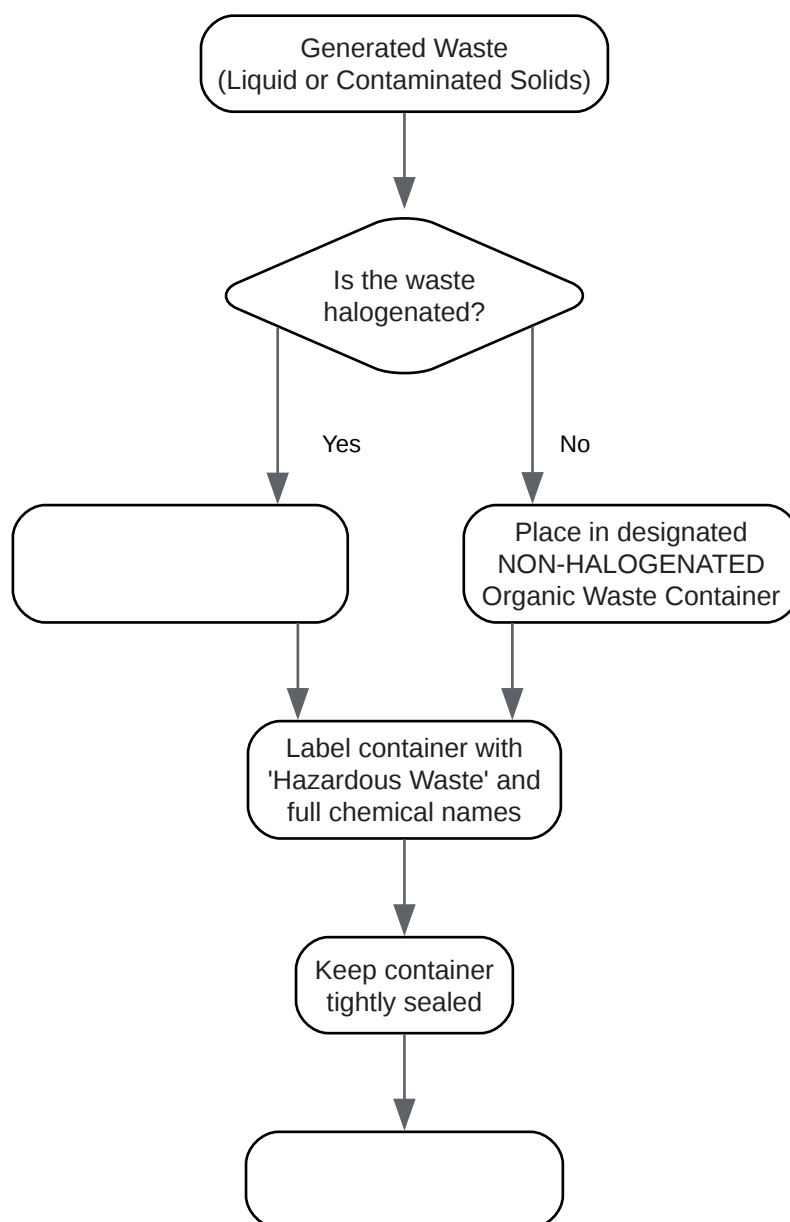 Generated Waste
(Liquid or Contaminated Solids)
Is the waste
halogenated?
Yes
No
Place in designated
NON-HALOGENATED
Organic Waste Container
Label container with
'Hazardous Waste' and
full chemical names
Keep container
tightly sealed